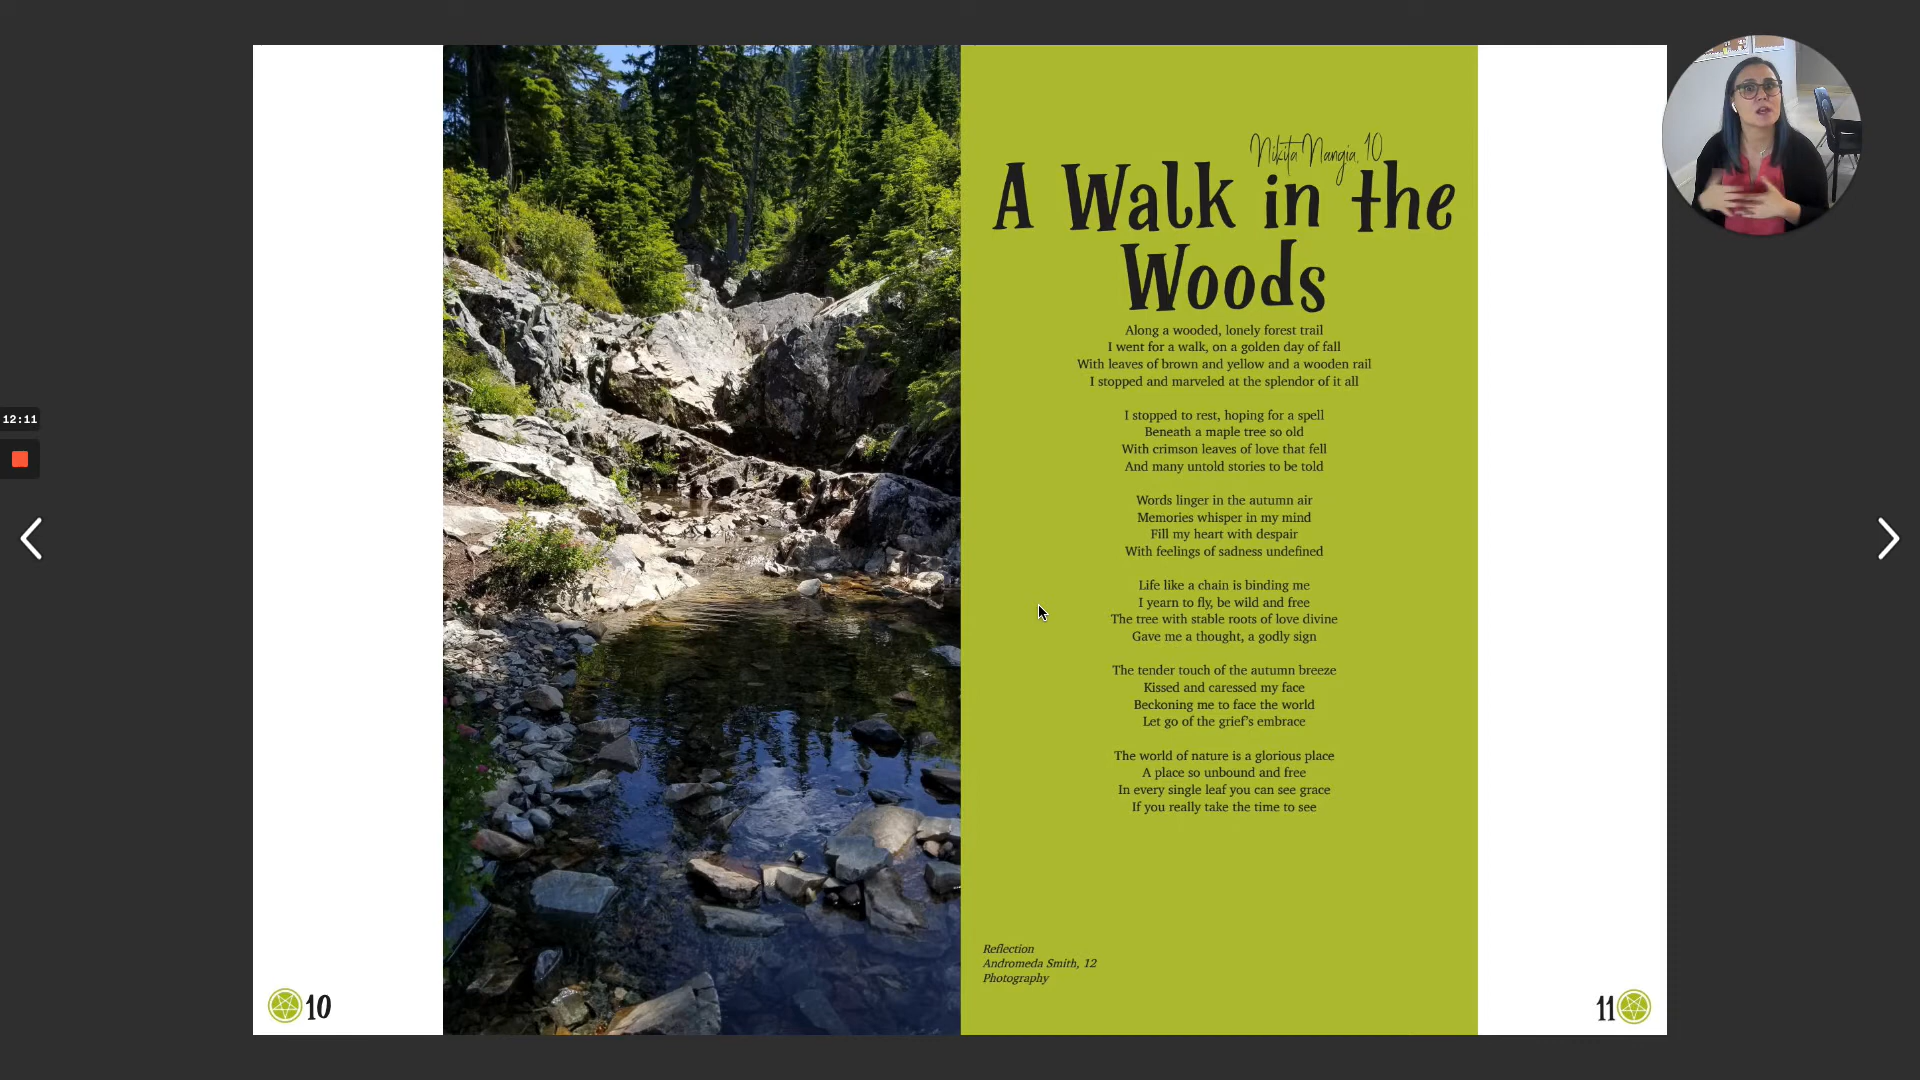 12:11
Nikita Nangia, 10
A Walk in the
Woods
Along a wooded, lonely forest trail
I went for a walk, on a golden day of fall
With leaves of brown and yellow and a wooden rail
I stopped and marveled at the splendor of it all
I stopped to rest, hoping for a spell
Beneath a maple tree so old
With crimson leaves of love that fell
And many untold stories to be told
Words linger in the autumn air
Memories whisper in my mind
Fill my heart with despair
With feelings of sadness undefined
Life like a chain is binding me
I yearn to fly, be wild and free
The tree with stable roots of love divine
Gave me a thought, a godly sign
The tender touch of the autumn breeze
Kissed and caressed my face
Beckoning me to face the world
Let go of the grief's embrace
The world of nature is a glorious place
A place so unbound and free
In every single leaf you can see grace
If you really take the time to see
Reflection
Andromeda Smith, 12
Photography
10
11